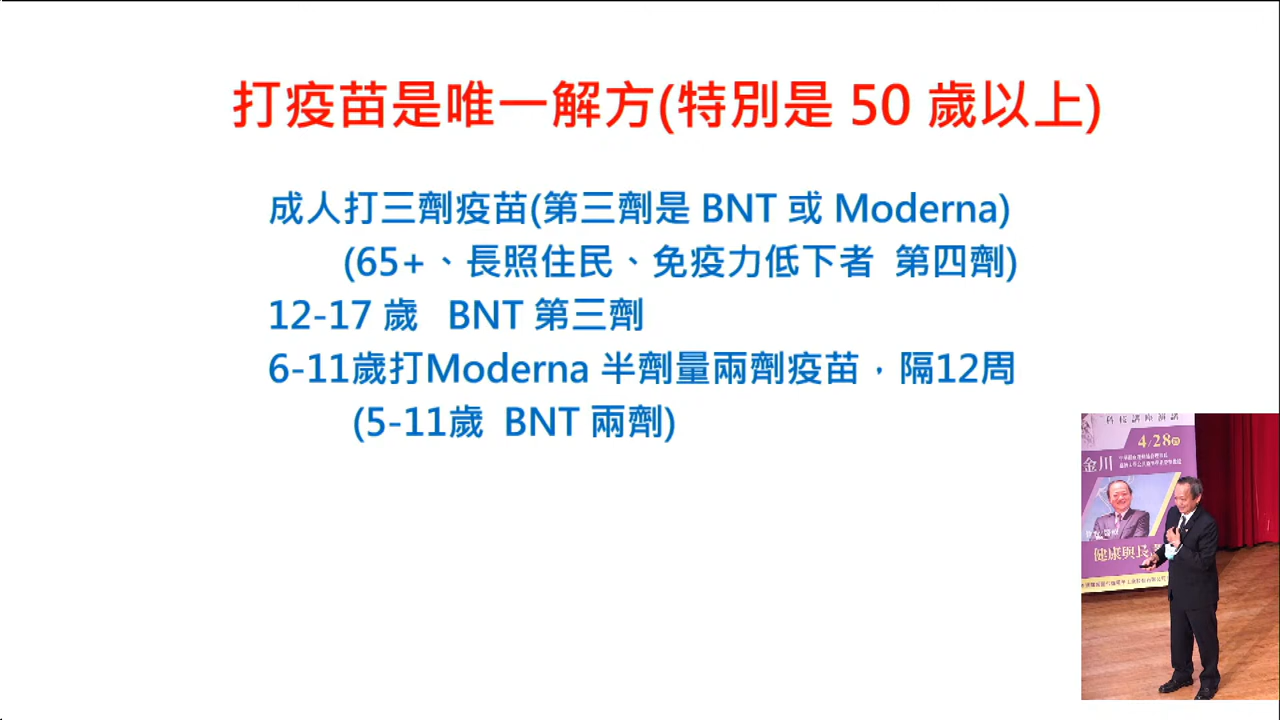 打疫苗是唯一解方(特別是 50 歲以上)
成人打三劑疫苗(第三劑是 BNT 或 Moderna)
(65+、長照住民、免疫力低下者 第四劑)
12-17 歲 BNT 第三劑
6-11歲打Moderna 半劑量兩劑疫苗，隔12周
(5-11歲 BNT 兩劑)
4/28
金川
健康與長